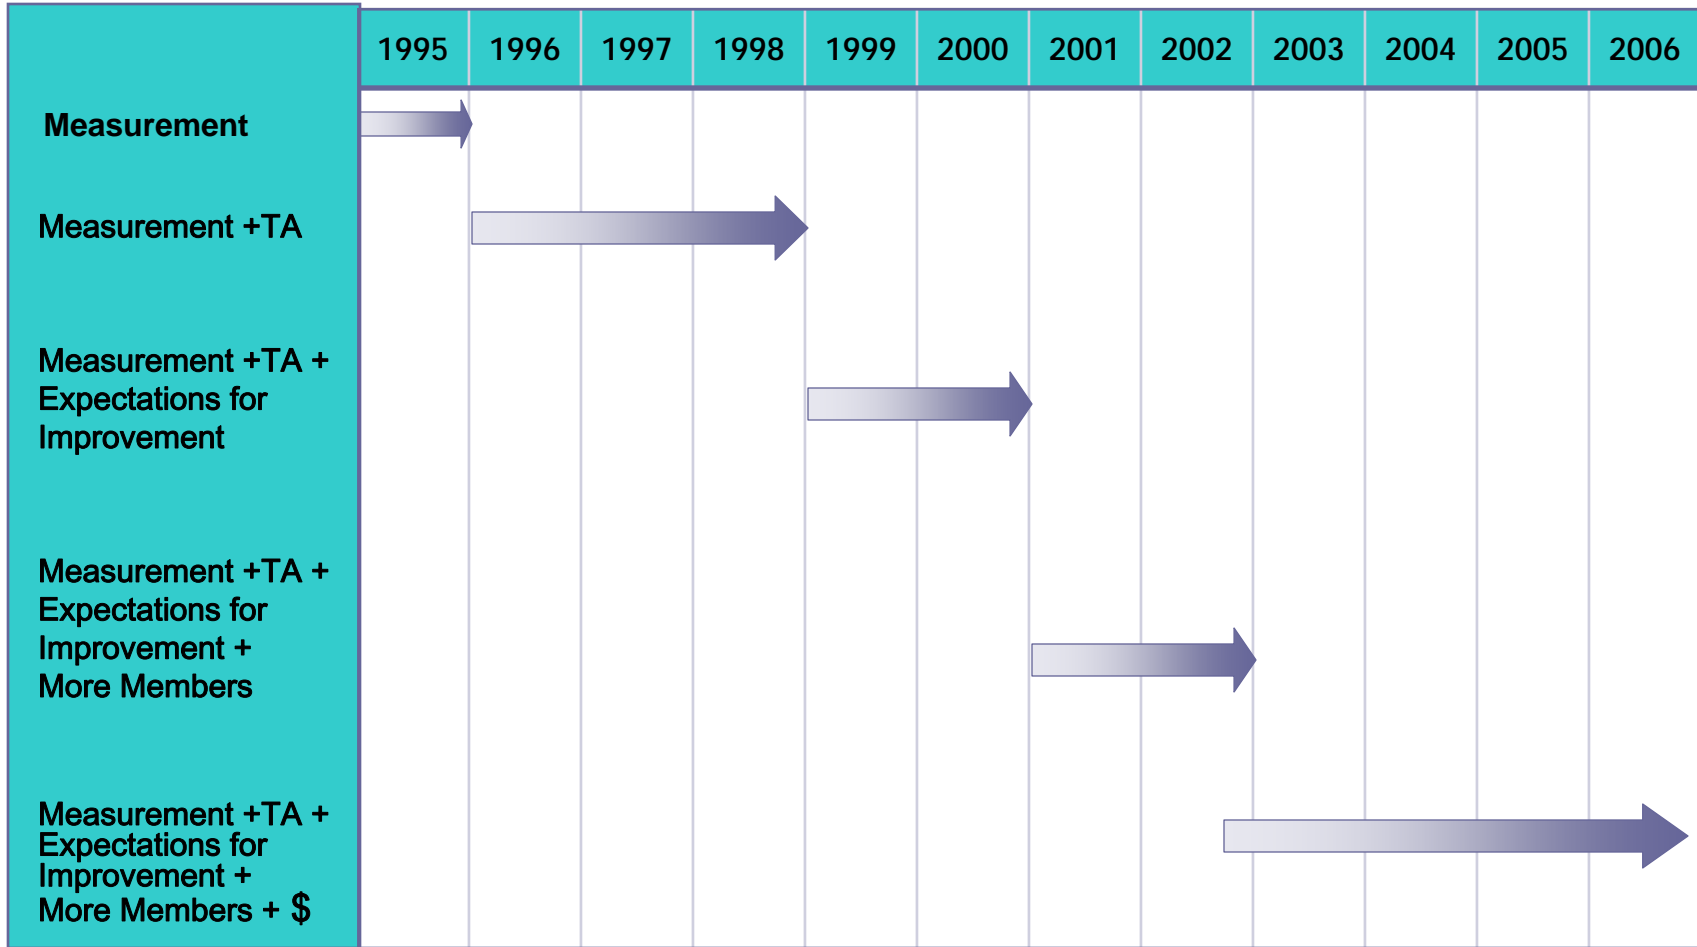 1995 1996 1997 1998 1999 2000 2001 2002 2003 2004 2005 2006
Measurement
Measurement +TA
Measurement +TA +
Expectations for
Improvement
Measurement +TA +
Expectations for
Improvement +
More Members
Measurement +TA +
Expectations for
Improvement +
More Members + $